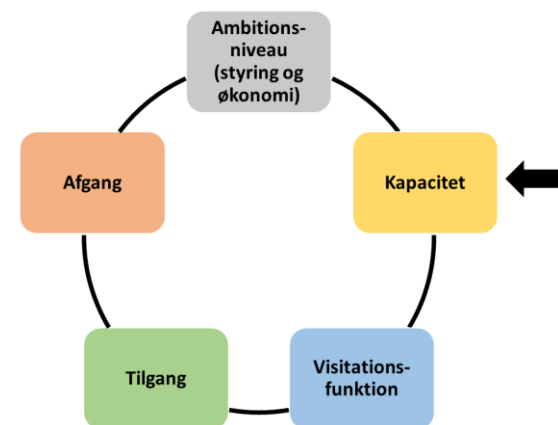 Ambitions-
niveau
(styring og
økonomi)
Afgang
Kapacitet
Tilgang
Visitations-
funktion